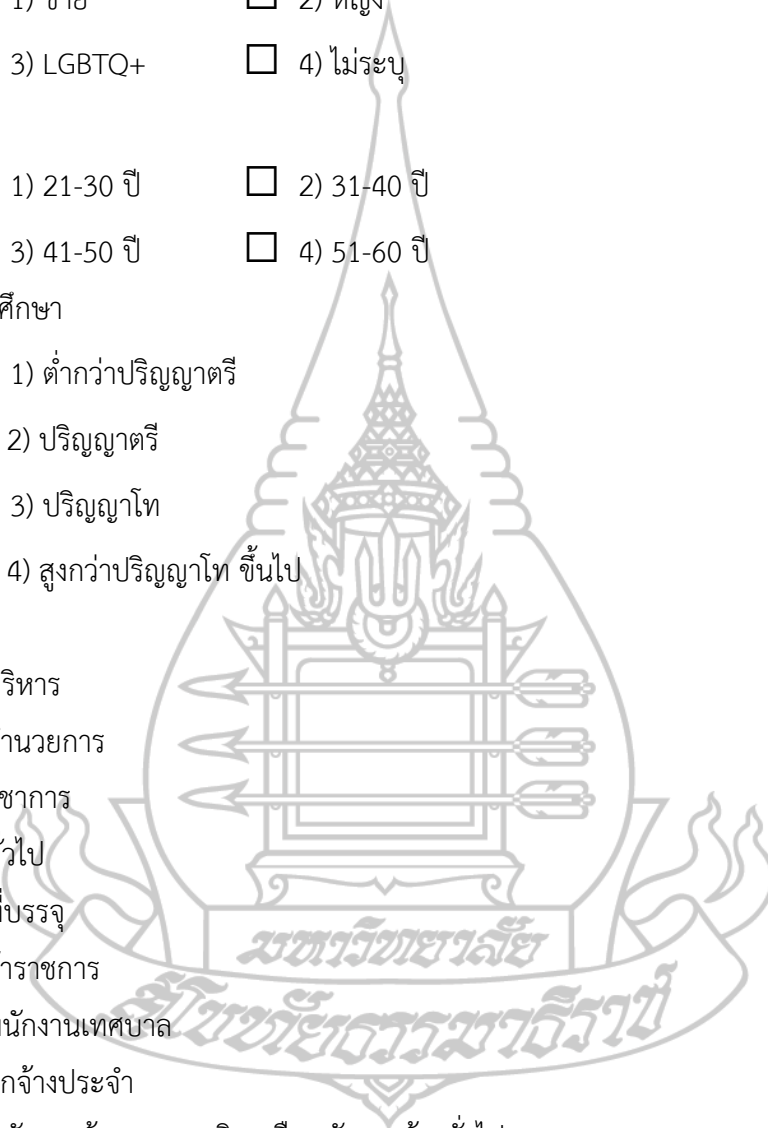 1) ชาย ☐ 2) หญิง
3) LGBTQ+ ☐ 4) ไม่ระบุ
1) 21-30 ปี ☐ 2) 31-40 ปี
3) 41-50 ปี ☐ 4) 51-60 ปี
ศึกษา
1) ต่ำกว่าปริญญาตรี
2) ปริญญาตรี
3) ปริญญาโท
4) สูงกว่าปริญญาโท ขึ้นไป
ริหาร
ำนวยการ
ชาการ
ั่วไป
ี่บรรจุ
้าราชการ
นักงานเทศบาล
ูกจ้างประจำ
มหาวิทยาลัย
สุโขทัยธรรมาธิราช